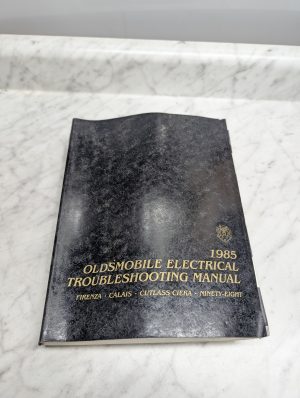 1985
OLDSMOBILE ELECTRICAL
TROUBLESHOOTING MANUAL
FIRENZA · CALAIS · CUTLASS CIERA · NINETY-EIGHT